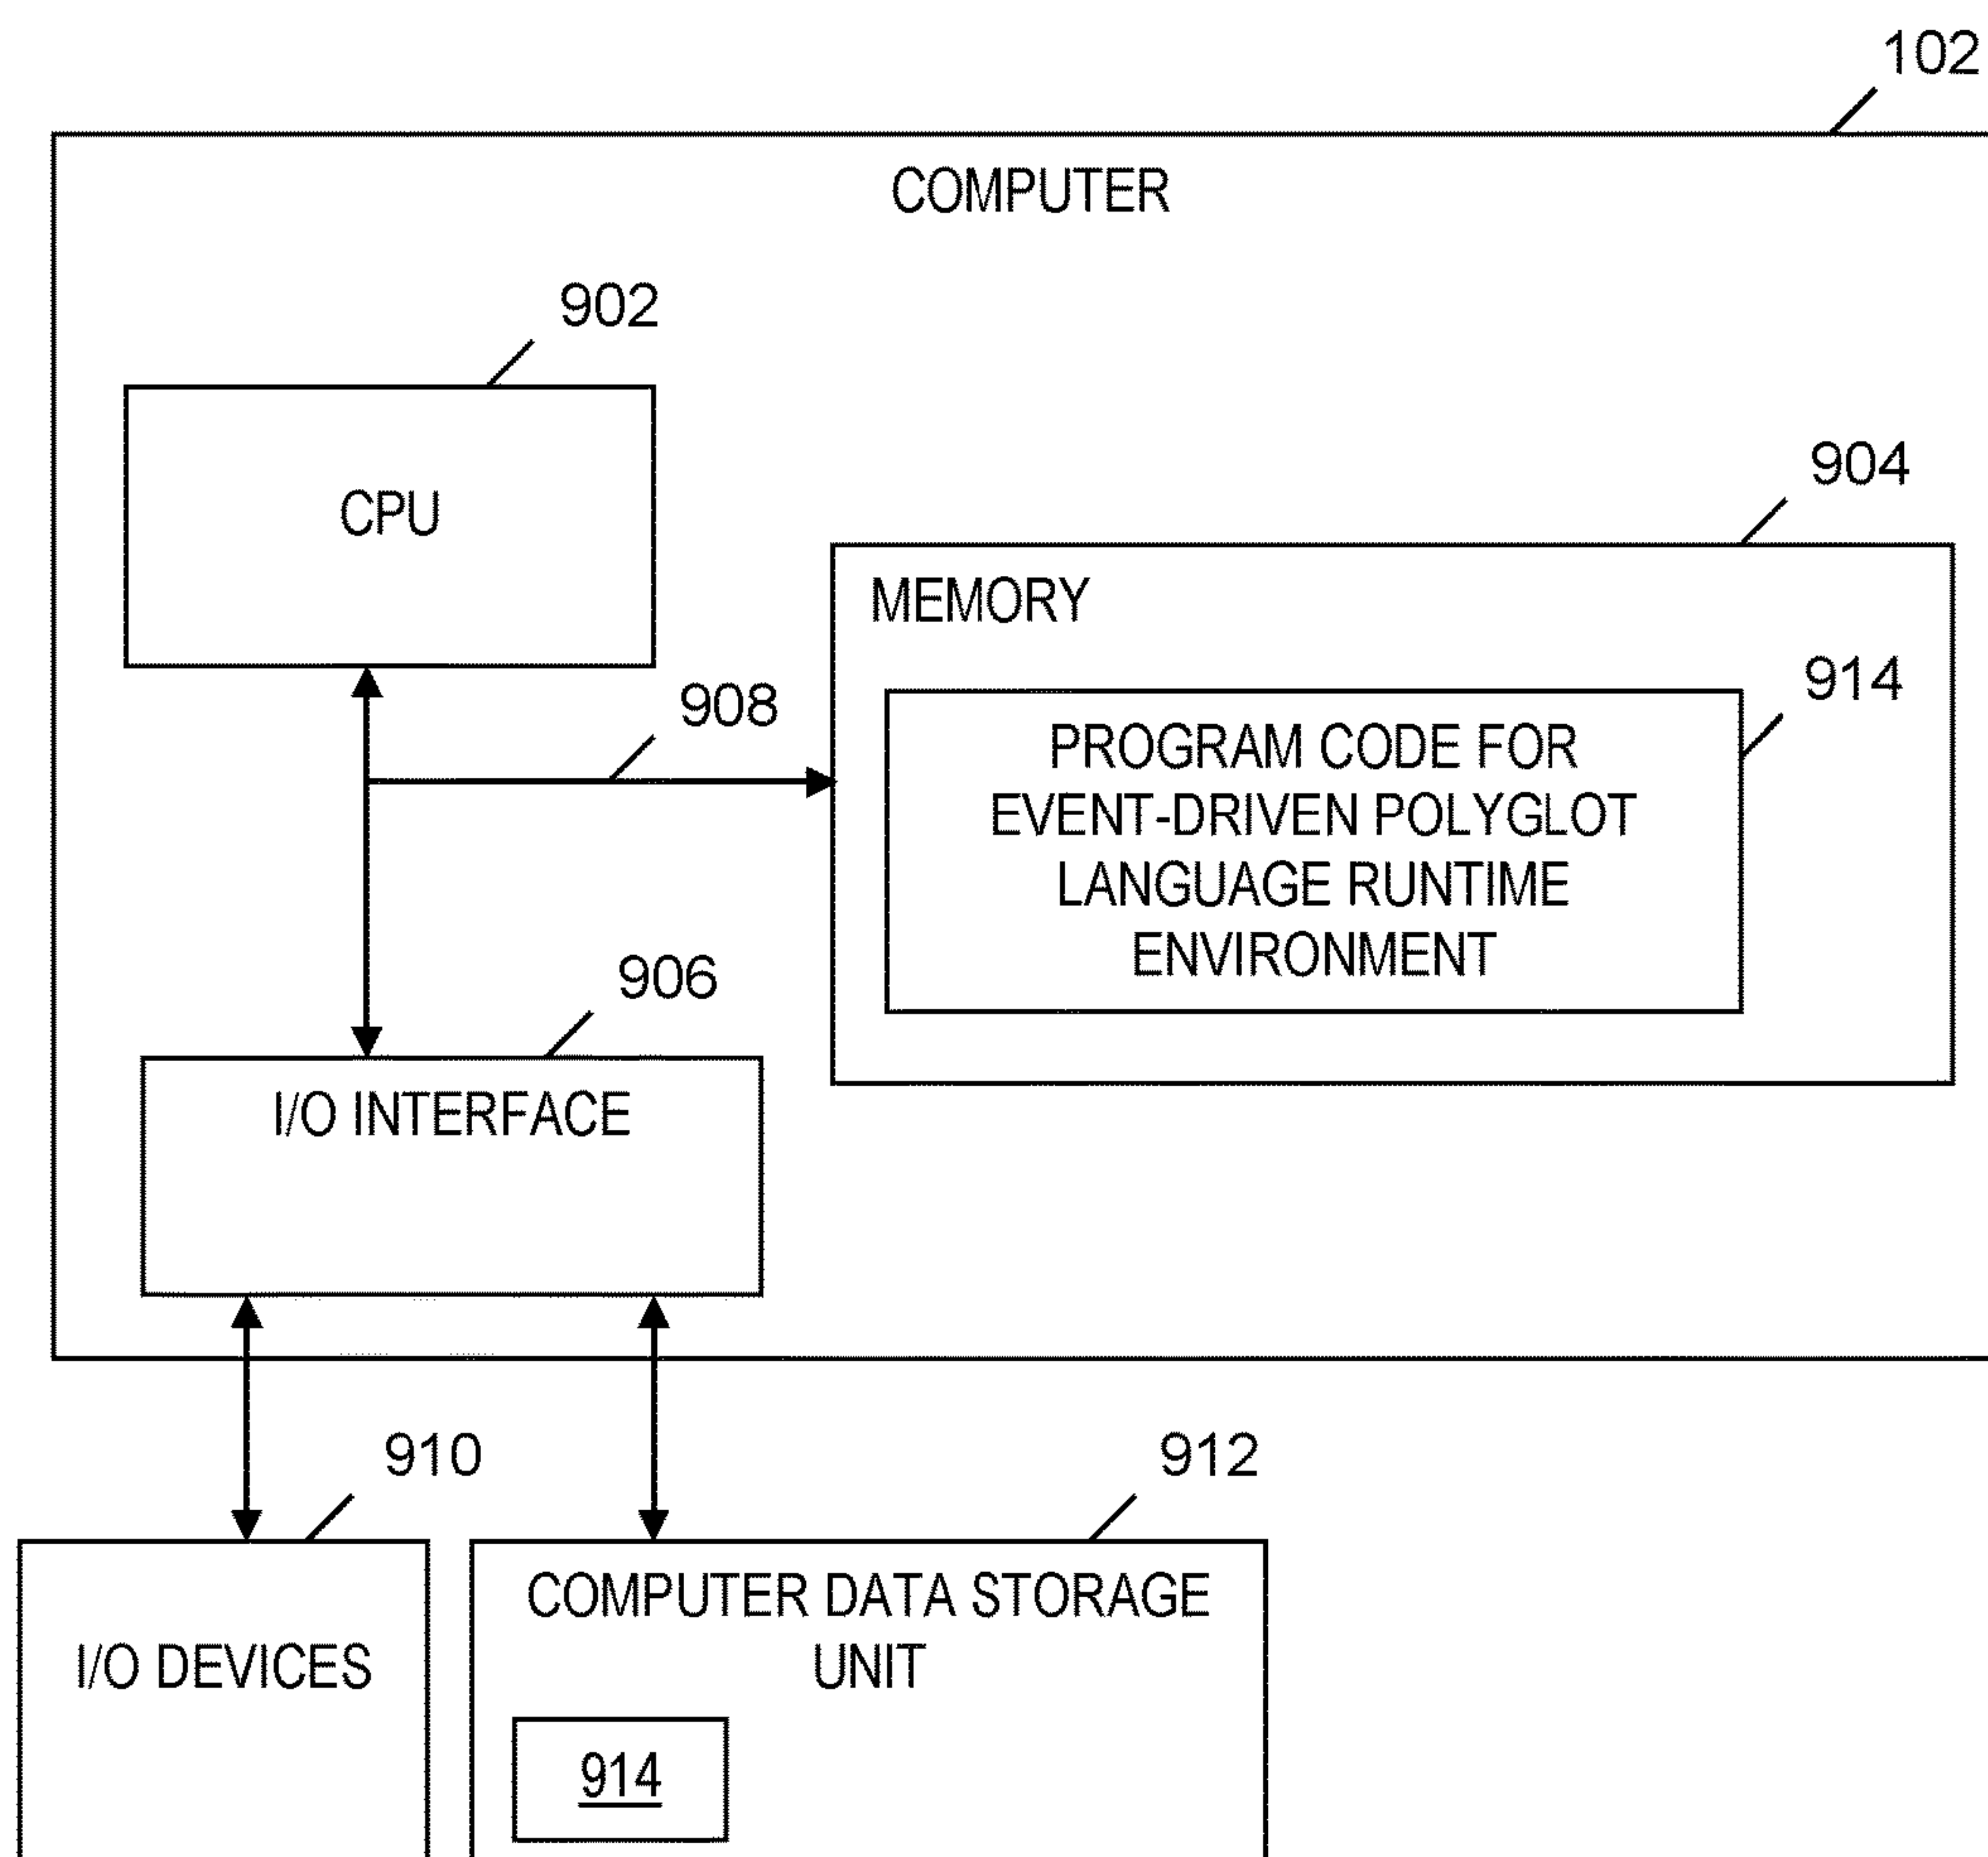 102
COMPUTER
902
CPU
904
MEMORY
908
914
PROGRAM CODE FOR
EVENT-DRIVEN POLYGLOT
LANGUAGE RUNTIME
ENVIRONMENT
906
I/O INTERFACE
910
912
I/O DEVICES
COMPUTER DATA STORAGE
UNIT
914